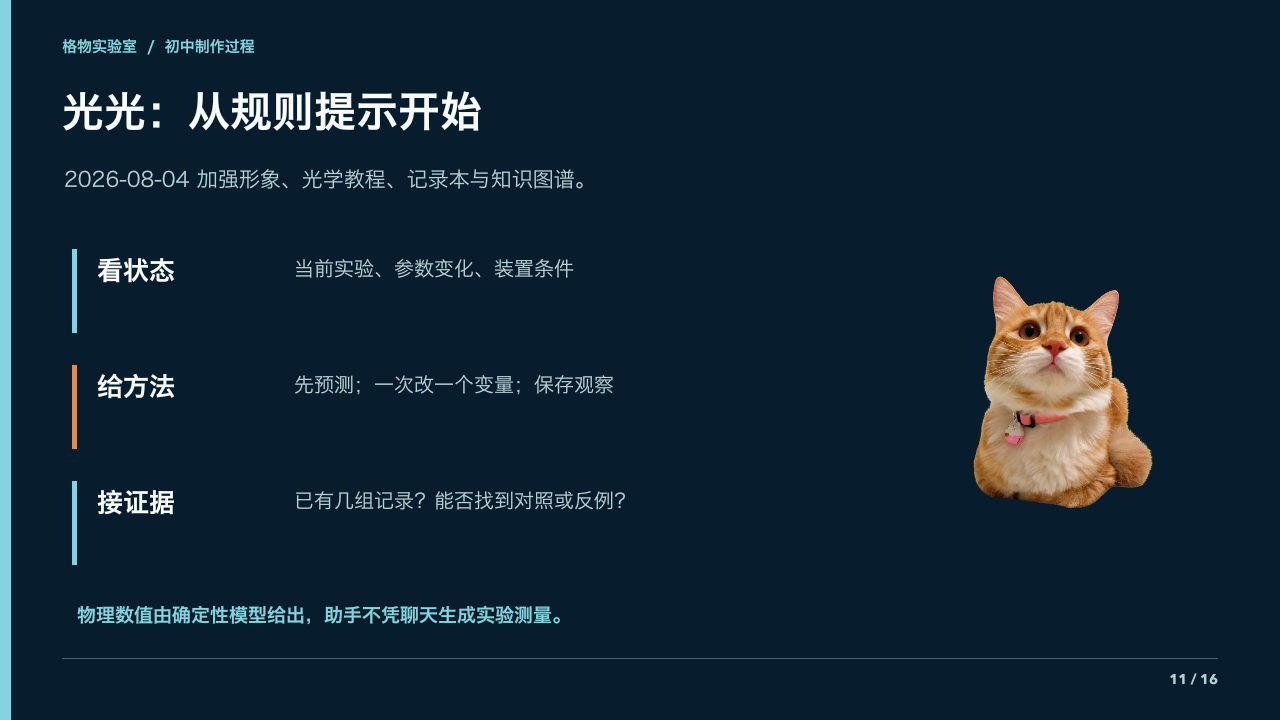 格物实验室 / 初中制作过程
光光：从规则提示开始
2026-08-04 加强形象、光学教程、记录本与知识图谱。
看状态
当前实验、参数变化、装置条件
给方法
先预测；一次改一个变量；保存观察
接证据
已有几组记录？能否找到对照或反例？
物理数值由确定性模型给出，助手不凭聊天生成实验测量。
11 / 16